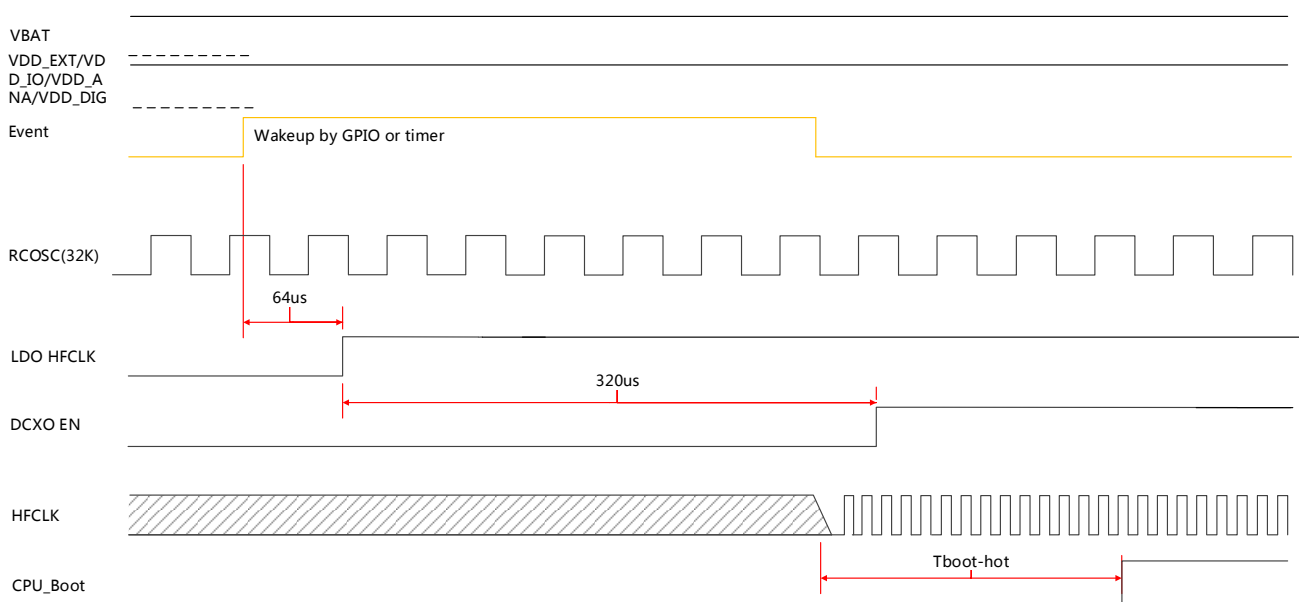 VBAT
VDD_EXT/VD
D_IO/VDD_A
NA/VDD_DIG
Event
Wakeup by GPIO or timer
RCOSC(32K)
64us
LDO HFCLK
320us
DCXO EN
HFCLK
Tboot-hot
CPU_Boot